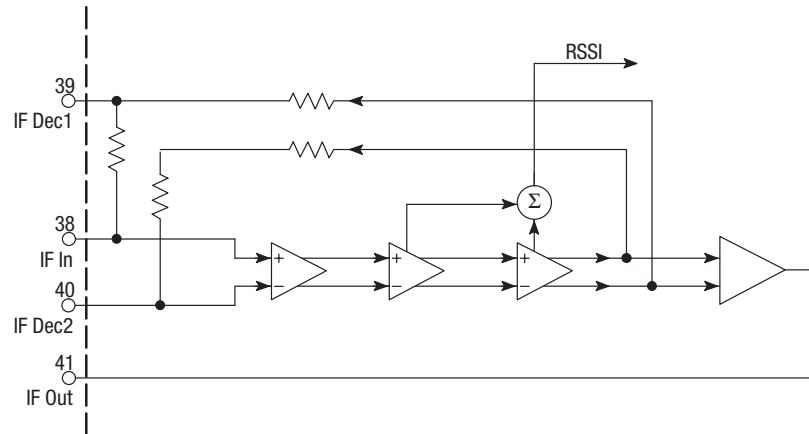 RSSI
39
IF Dec1
Σ
38
IF In
+ + +
40
− − −
IF Dec2
41
IF Out